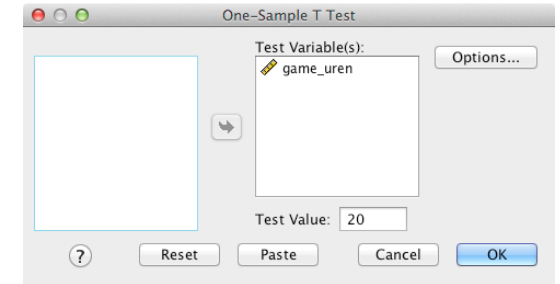 One-Sample T Test
Test Variable(s):
game_uren
Options...
Test Value: 20
? Reset Paste Cancel OK